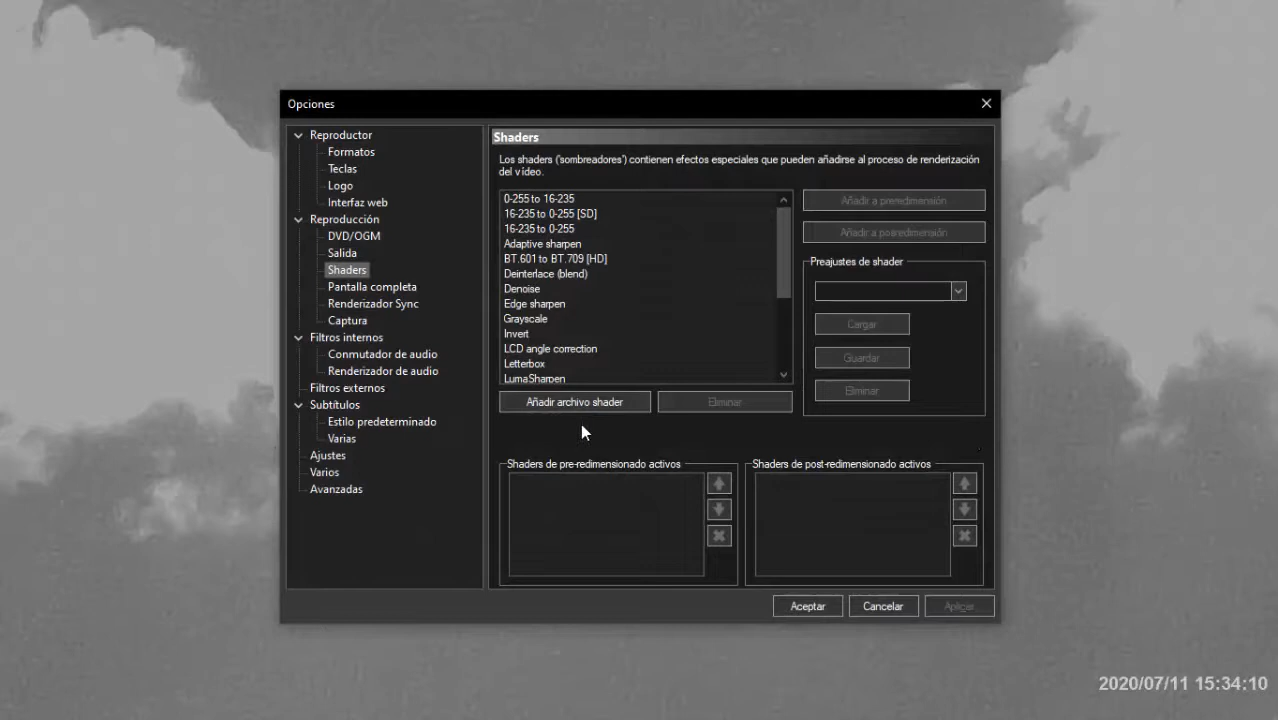 Opciones
Reproductor
Formatos
Teclas
Logo
Interfaz web
Reproducción
DVD/OGM
Salida
Shaders
Pantalla completa
Renderizador Sync
Captura
Filtros internos
Conmutador de audio
Renderizador de audio
Filtros externos
Subtítulos
Estilo predeterminado
Varias
Ajustes
Varios
Avanzadas
Shaders
Los shaders ('sombreadores') contienen efectos especiales que pueden añadirse al proceso de renderización
del vídeo.
0-255 to 16-235
16-235 to 0-255 [SD]
16-235 to 0-255
Adaptive sharpen
BT.601 to BT.709 [HD]
Deinterlace (blend)
Denoise
Edge sharpen
Grayscale
Invert
LCD angle correction
Letterbox
LumaSharpen
Añadir archivo shader
Eliminar
Añadir a preredimensión
Añadir a posredimensión
Preajustes de shader
Cargar
Guardar
Eliminar
Shaders de pre-redimensionado activos
Shaders de post-redimensionado activos
Aceptar
Cancelar
Aplicar
2020/07/11 15:34:10